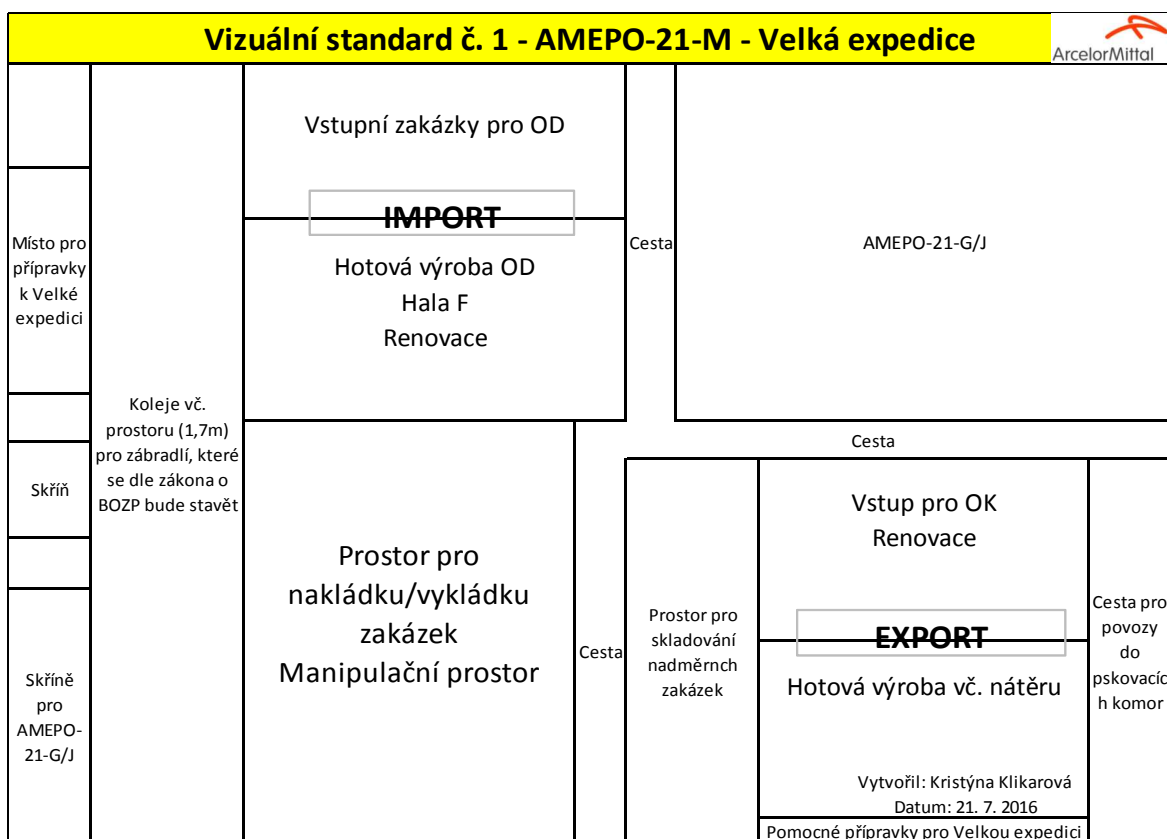 Vizuální standard č. 1 - AMEPO-21-M - Velká expedice
ArcelorMittal
Vstupní zakázky pro OD
IMPORT
Hotová výroba OD
Hala F
Renovace
Cesta
AMEPO-21-G/J
Místo pro
přípravky
k Velké
expedici
Koleje vč.
prostoru (1,7m)
pro zábradlí, které
se dle zákona o
BOZP bude stavět
Skříň
Skříně
pro
AMEPO-
21-G/J
Cesta
Prostor pro
nakládku/vykládku
zakázek
Manipulační prostor
Cesta
Prostor pro
skladování
nadměrnch
zakázek
Vstup pro OK
Renovace
EXPORT
Hotová výroba vč. nátěru
Cesta pro
povozy
do
pskovacíc
h komor
Vytvořil: Kristýna Klikarová
Datum: 21. 7. 2016
Pomocné přípravky pro Velkou expedici